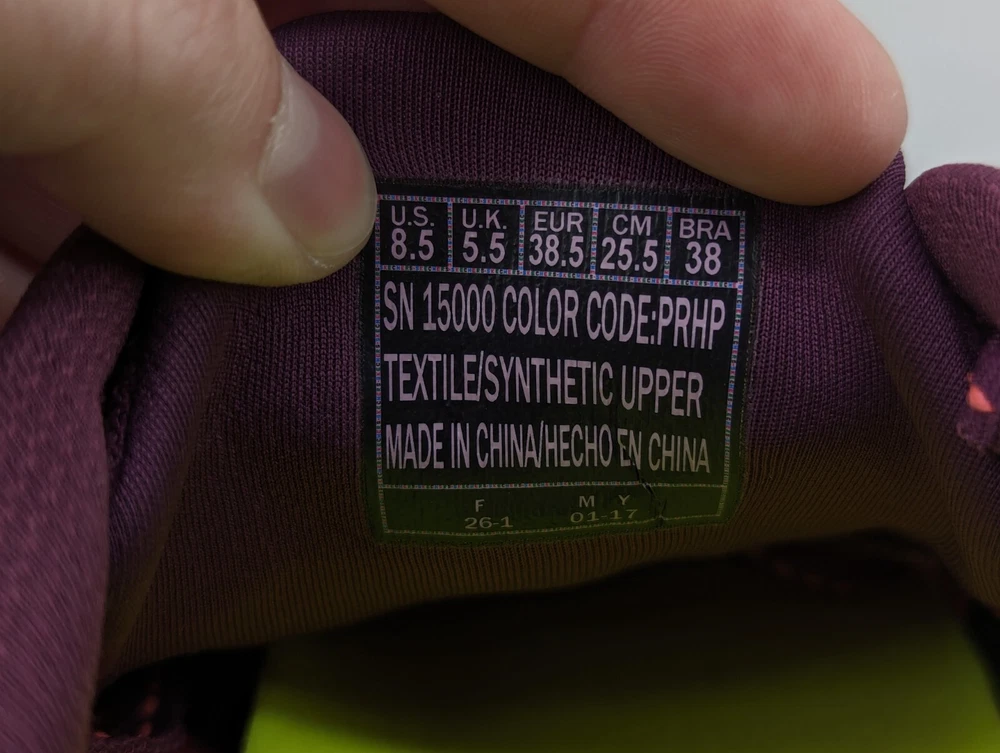 U.S. U.K. EUR CM BRA
8.5 5.5 38.5 25.5 38
SN 15000 COLOR CODE:PRHP
TEXTILE/SYNTHETIC UPPER
MADE IN CHINA/HECHO EN CHINA
F M Y
26-1 01-17